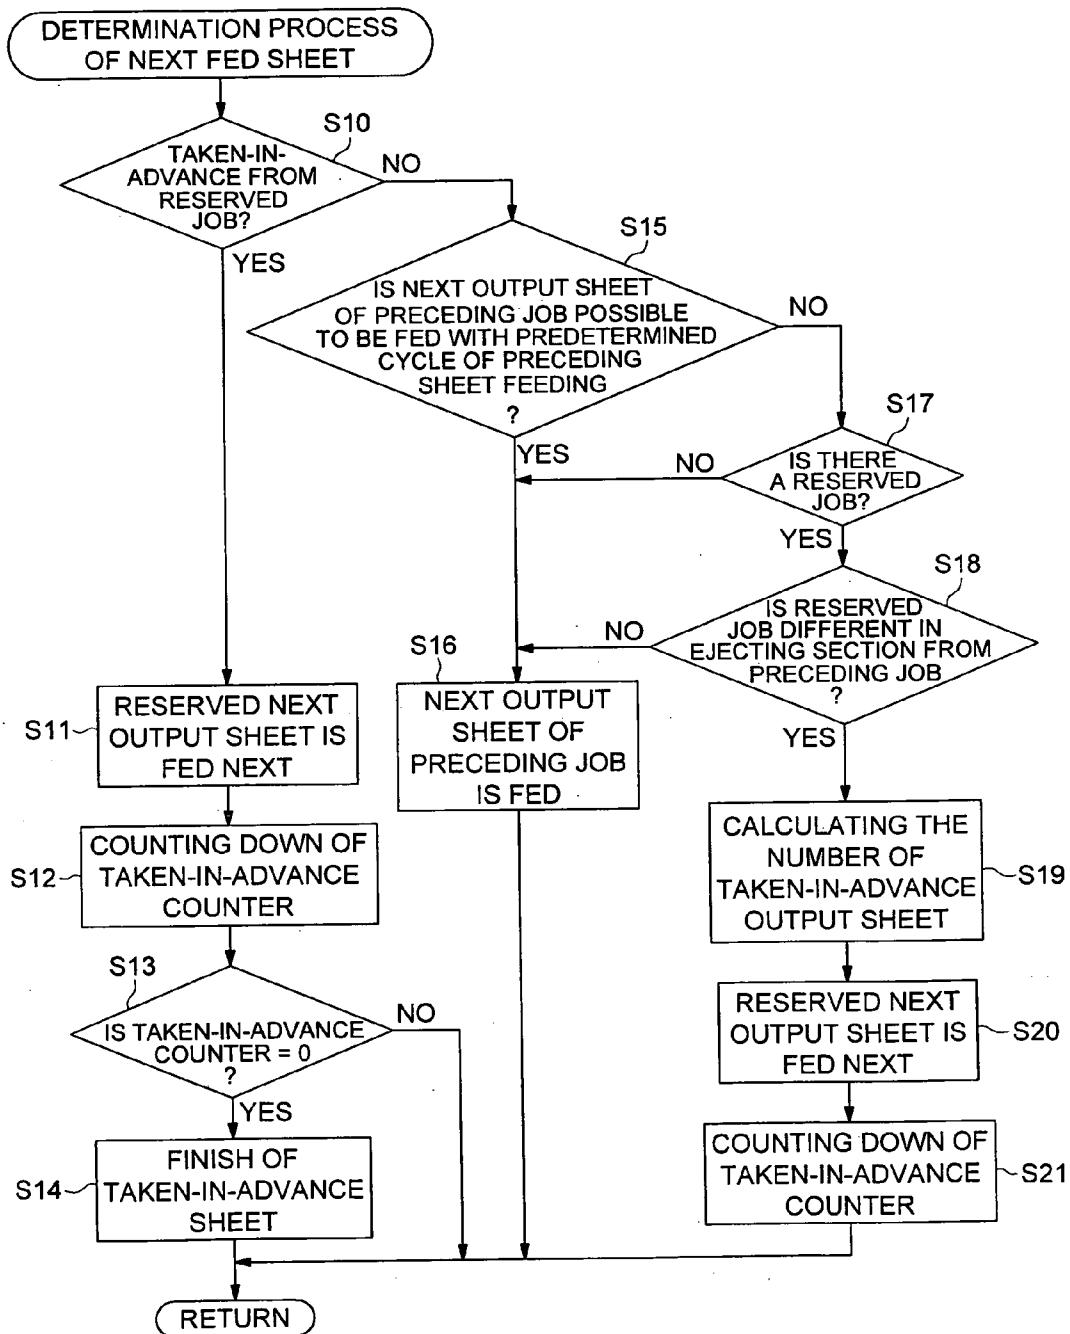 DETERMINATION PROCESS
OF NEXT FED SHEET
S10
TAKEN-IN-
ADVANCE FROM
RESERVED
JOB?
NO
YES
S15
IS NEXT OUTPUT SHEET
OF PRECEDING JOB POSSIBLE
TO BE FED WITH PREDETERMINED
CYCLE OF PRECEDING
SHEET FEEDING
?
NO
YES
S17
IS THERE
A RESERVED
JOB?
NO
YES
S18
IS RESERVED
JOB DIFFERENT IN
EJECTING SECTION FROM
PRECEDING JOB
?
NO
YES
S11
RESERVED NEXT
OUTPUT SHEET IS
FED NEXT
S16
NEXT OUTPUT
SHEET OF
PRECEDING JOB
IS FED
S12
COUNTING DOWN OF
TAKEN-IN-ADVANCE
COUNTER
CALCULATING THE
NUMBER OF
TAKEN-IN-ADVANCE
OUTPUT SHEET
S19
S13
IS TAKEN-IN-ADVANCE
COUNTER = 0
?
NO
YES
RESERVED NEXT
OUTPUT SHEET IS
FED NEXT
S20
S14
FINISH OF
TAKEN-IN-ADVANCE
SHEET
COUNTING DOWN OF
TAKEN-IN-ADVANCE
COUNTER
S21
RETURN